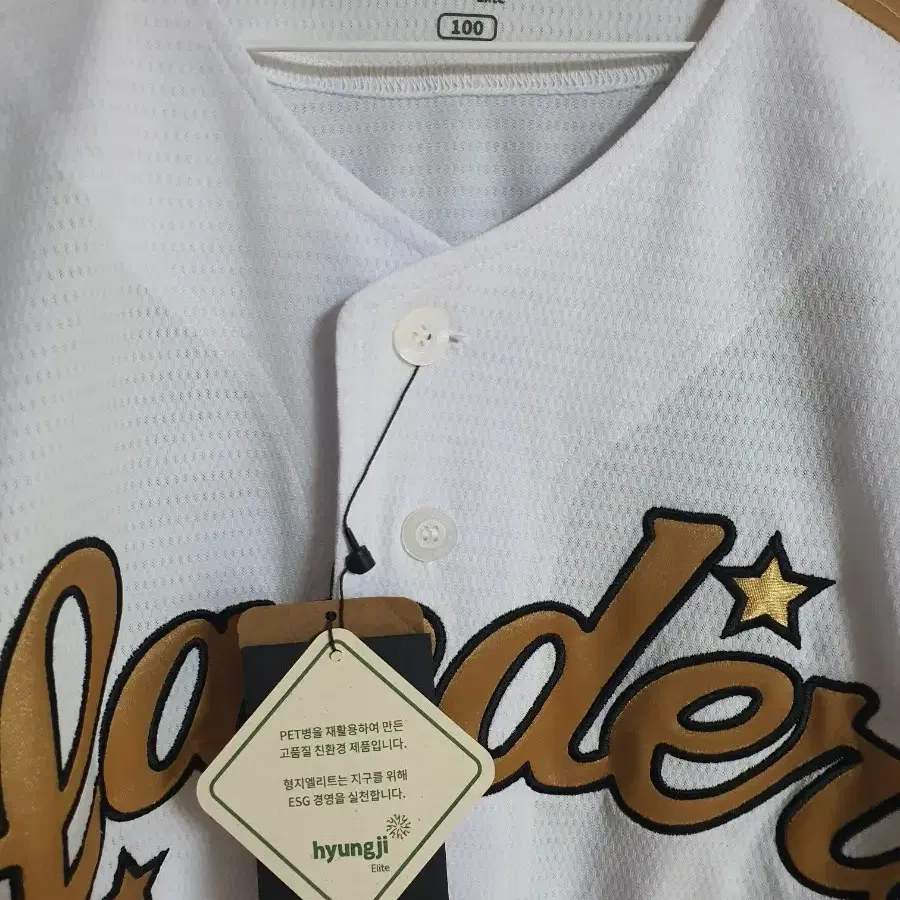 Elite
100
landers
PET병을 재활용하여 만든
고품질 친환경 제품입니다.
형지엘리트는 지구를 위해
ESG 경영을 실천합니다.
hyungji
Elite